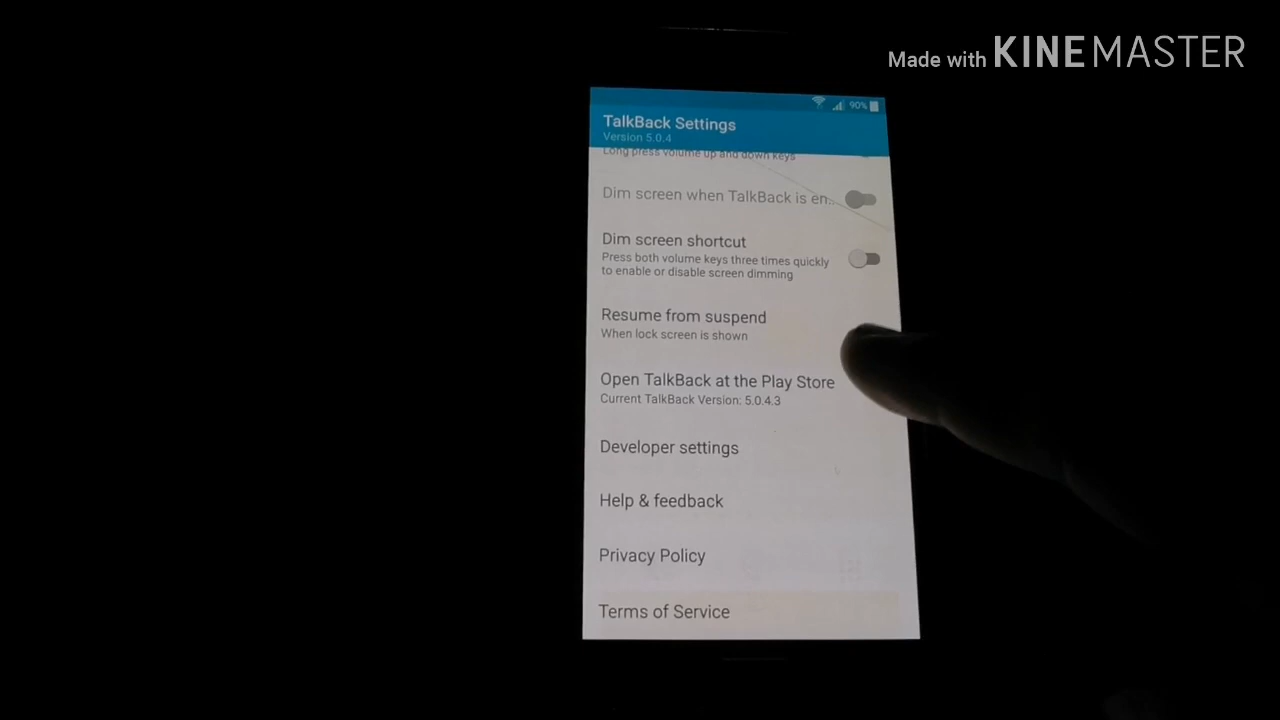 Made with KINEMASTER
90%
TalkBack Settings
Version 5.0.4
Long press volume up and down keys
Dim screen when TalkBack is en..
Dim screen shortcut
Press both volume keys three times quickly
to enable or disable screen dimming
Resume from suspend
When lock screen is shown
Open TalkBack at the Play Store
Current TalkBack Version: 5.0.4.3
Developer settings
Help & feedback
Privacy Policy
Terms of Service